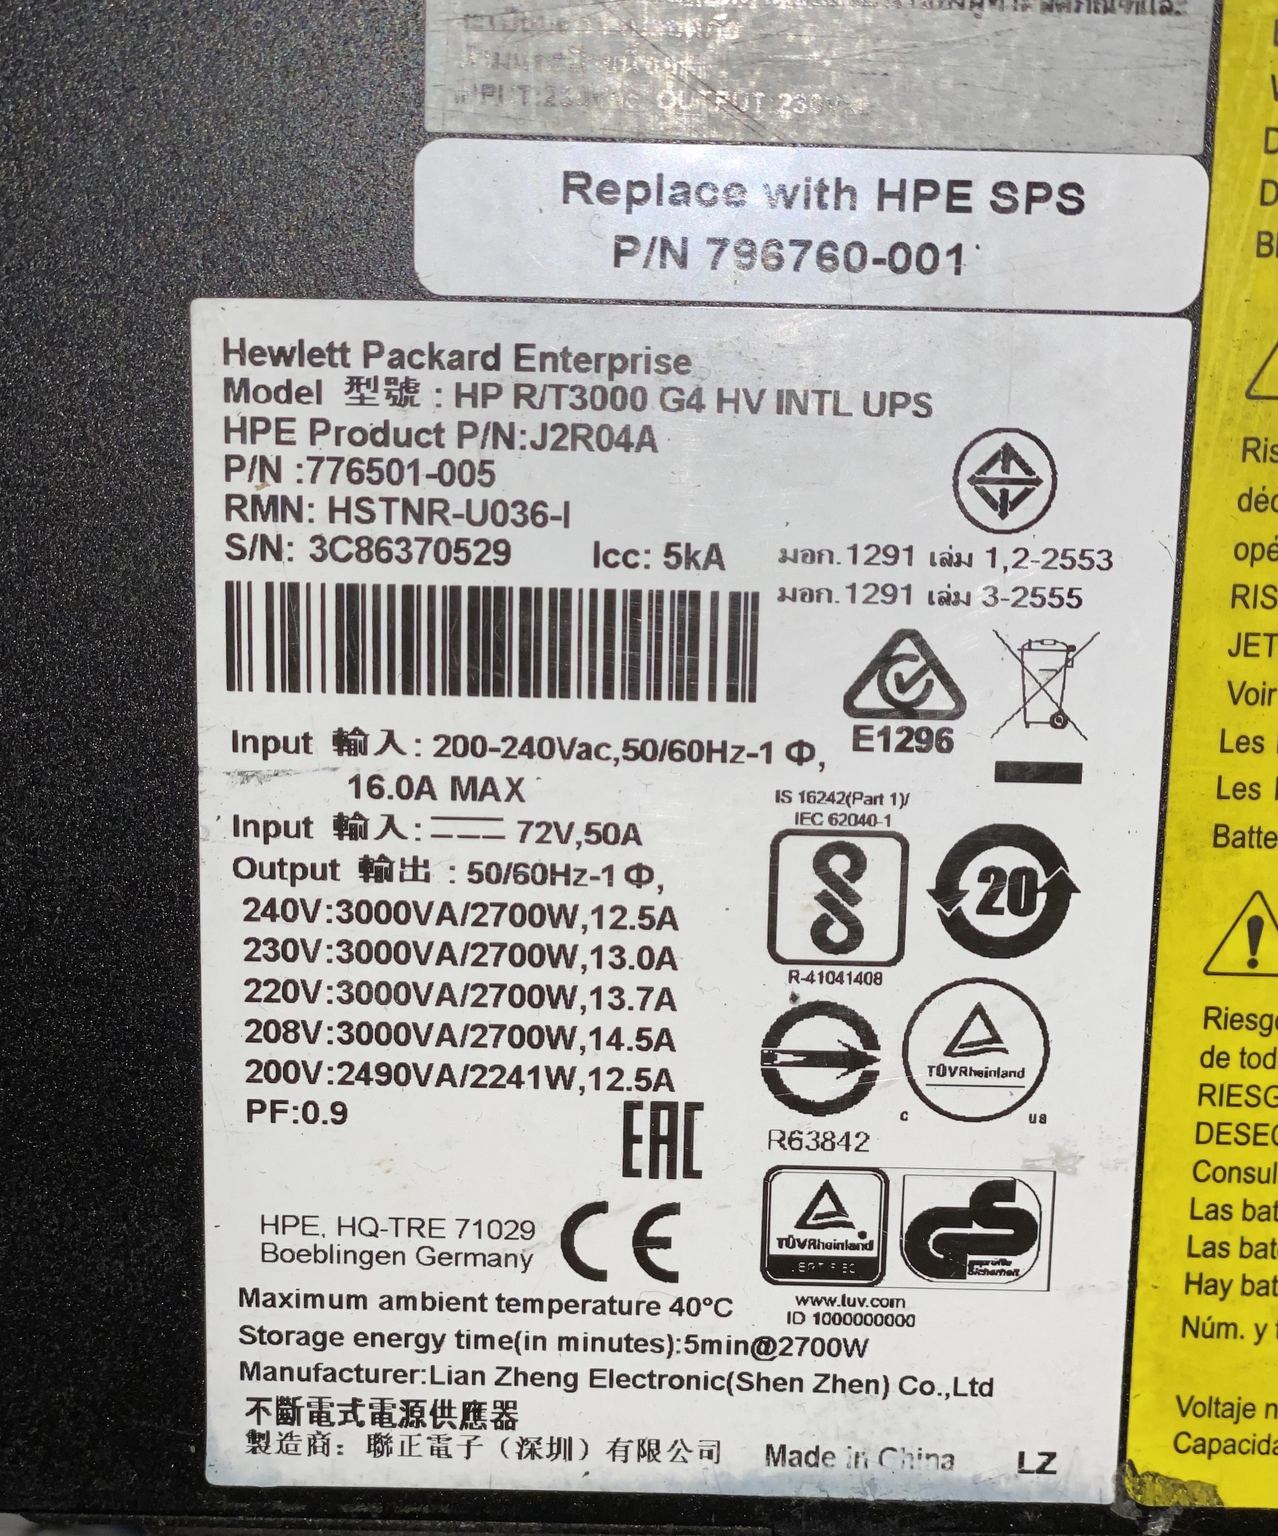 INPUT:230Vac OUTPUT:230Vac
Replace with HPE SPS
P/N 796760-001
Hewlett Packard Enterprise
Model 型號 : HP R/T3000 G4 HV INTL UPS
HPE Product P/N:J2R04A
P/N :776501-005
RMN: HSTNR-U036-I
S/N: 3C86370529 Icc: 5kA
มอก.1291 เล่ม 1,2-2553
มอก.1291 เล่ม 3-2555
E1296
Input 輸入: 200-240Vac,50/60Hz-1 Φ,
16.0A MAX
Input 輸入: 72V,50A
Output 輸出 : 50/60Hz-1 Φ,
240V:3000VA/2700W,12.5A
230V:3000VA/2700W,13.0A
220V:3000VA/2700W,13.7A
208V:3000VA/2700W,14.5A
200V:2490VA/2241W,12.5A
PF:0.9
IS 16242(Part 1)/
IEC 62040-1
20
R-41041408
TÜVRheinland
c us
R63842
EAC
HPE, HQ-TRE 71029
Boeblingen Germany
CE
TÜVRheinland
CERTIFIED
GS
geprüfte
Sicherheit
www.tuv.com
ID 1000000000
Maximum ambient temperature 40°C
Storage energy time(in minutes):5min@2700W
Manufacturer:Lian Zheng Electronic(Shen Zhen) Co.,Ltd
不斷電式電源供應器
製造商: 聯正電子（深圳）有限公司
Made in China LZ
Voir
Les
Les
RIS
JET
Riesgo
de tod
Consul
Las bat
Las bat
Hay bat
Núm. y
Voltaje n
Capacida